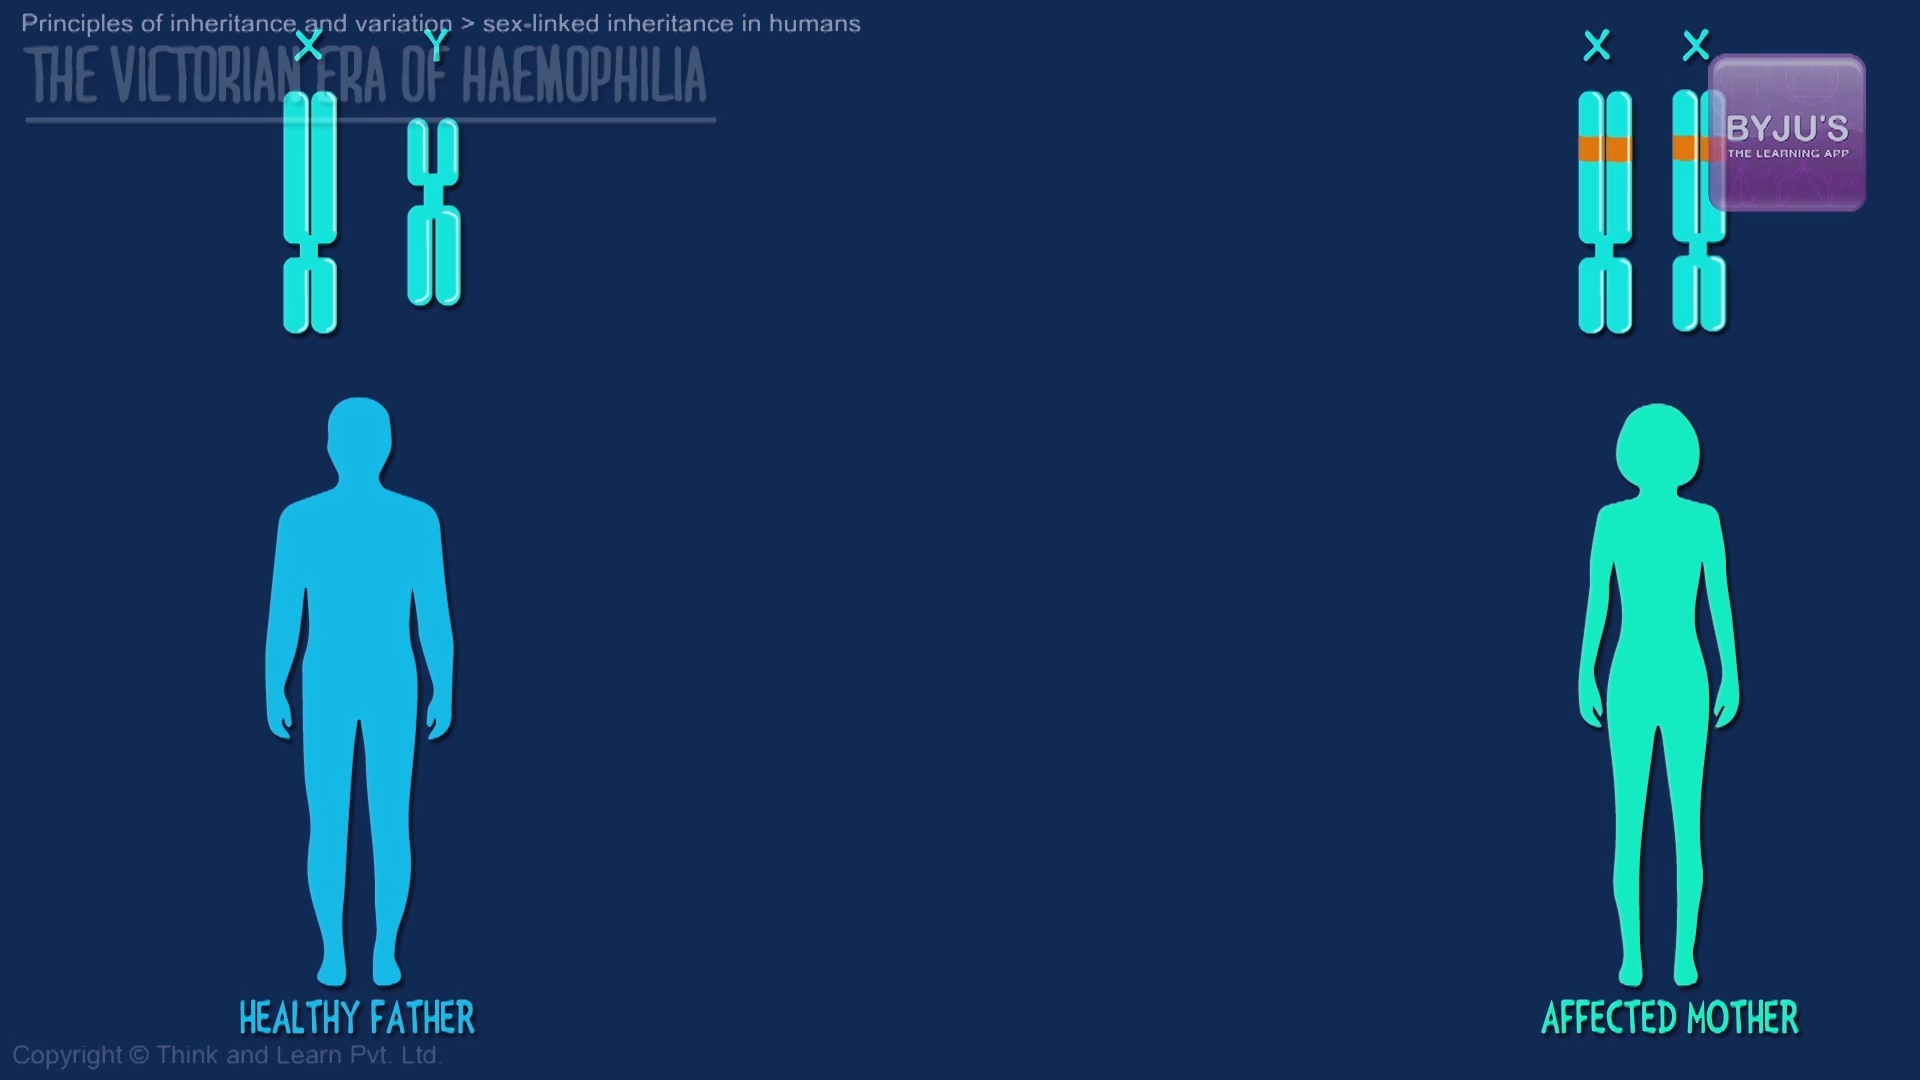 Principles of inheritance and variation > sex-linked inheritance in humans
THE VICTORIAN ERA OF HAEMOPHILIA
X Y
X X
BYJU'S
THE LEARNING APP
HEALTHY FATHER
AFFECTED MOTHER
Copyright © Think and Learn Pvt. Ltd.